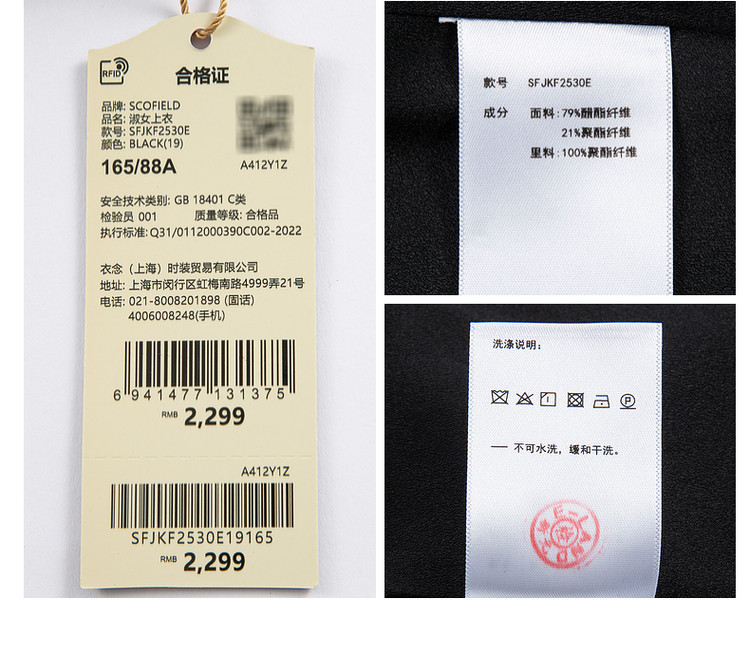 RFID
合格证
品牌: SCOFIELD
品名: 淑女上衣
款号: SFJKF2530E
颜色: BLACK(19)
165/88A
A412Y1Z
安全技术类别: GB 18401 C类
检验员 001 质量等级: 合格品
执行标准: Q31/0112000390C002-2022
衣念（上海）时装贸易有限公司
地址: 上海市闵行区虹梅南路4999弄21号
电话: 021-8008201898 (固话)
4006008248(手机)
6 941477 131375
RMB 2,299
A412Y1Z
SFJKF2530E19165
RMB 2,299
款号 SFJKF2530E
成分 面料: 79%醋酯纤维
21%聚酯纤维
里料: 100%聚酯纤维
洗涤说明:
P
— 不可水洗，缓和干洗。
E-LAND